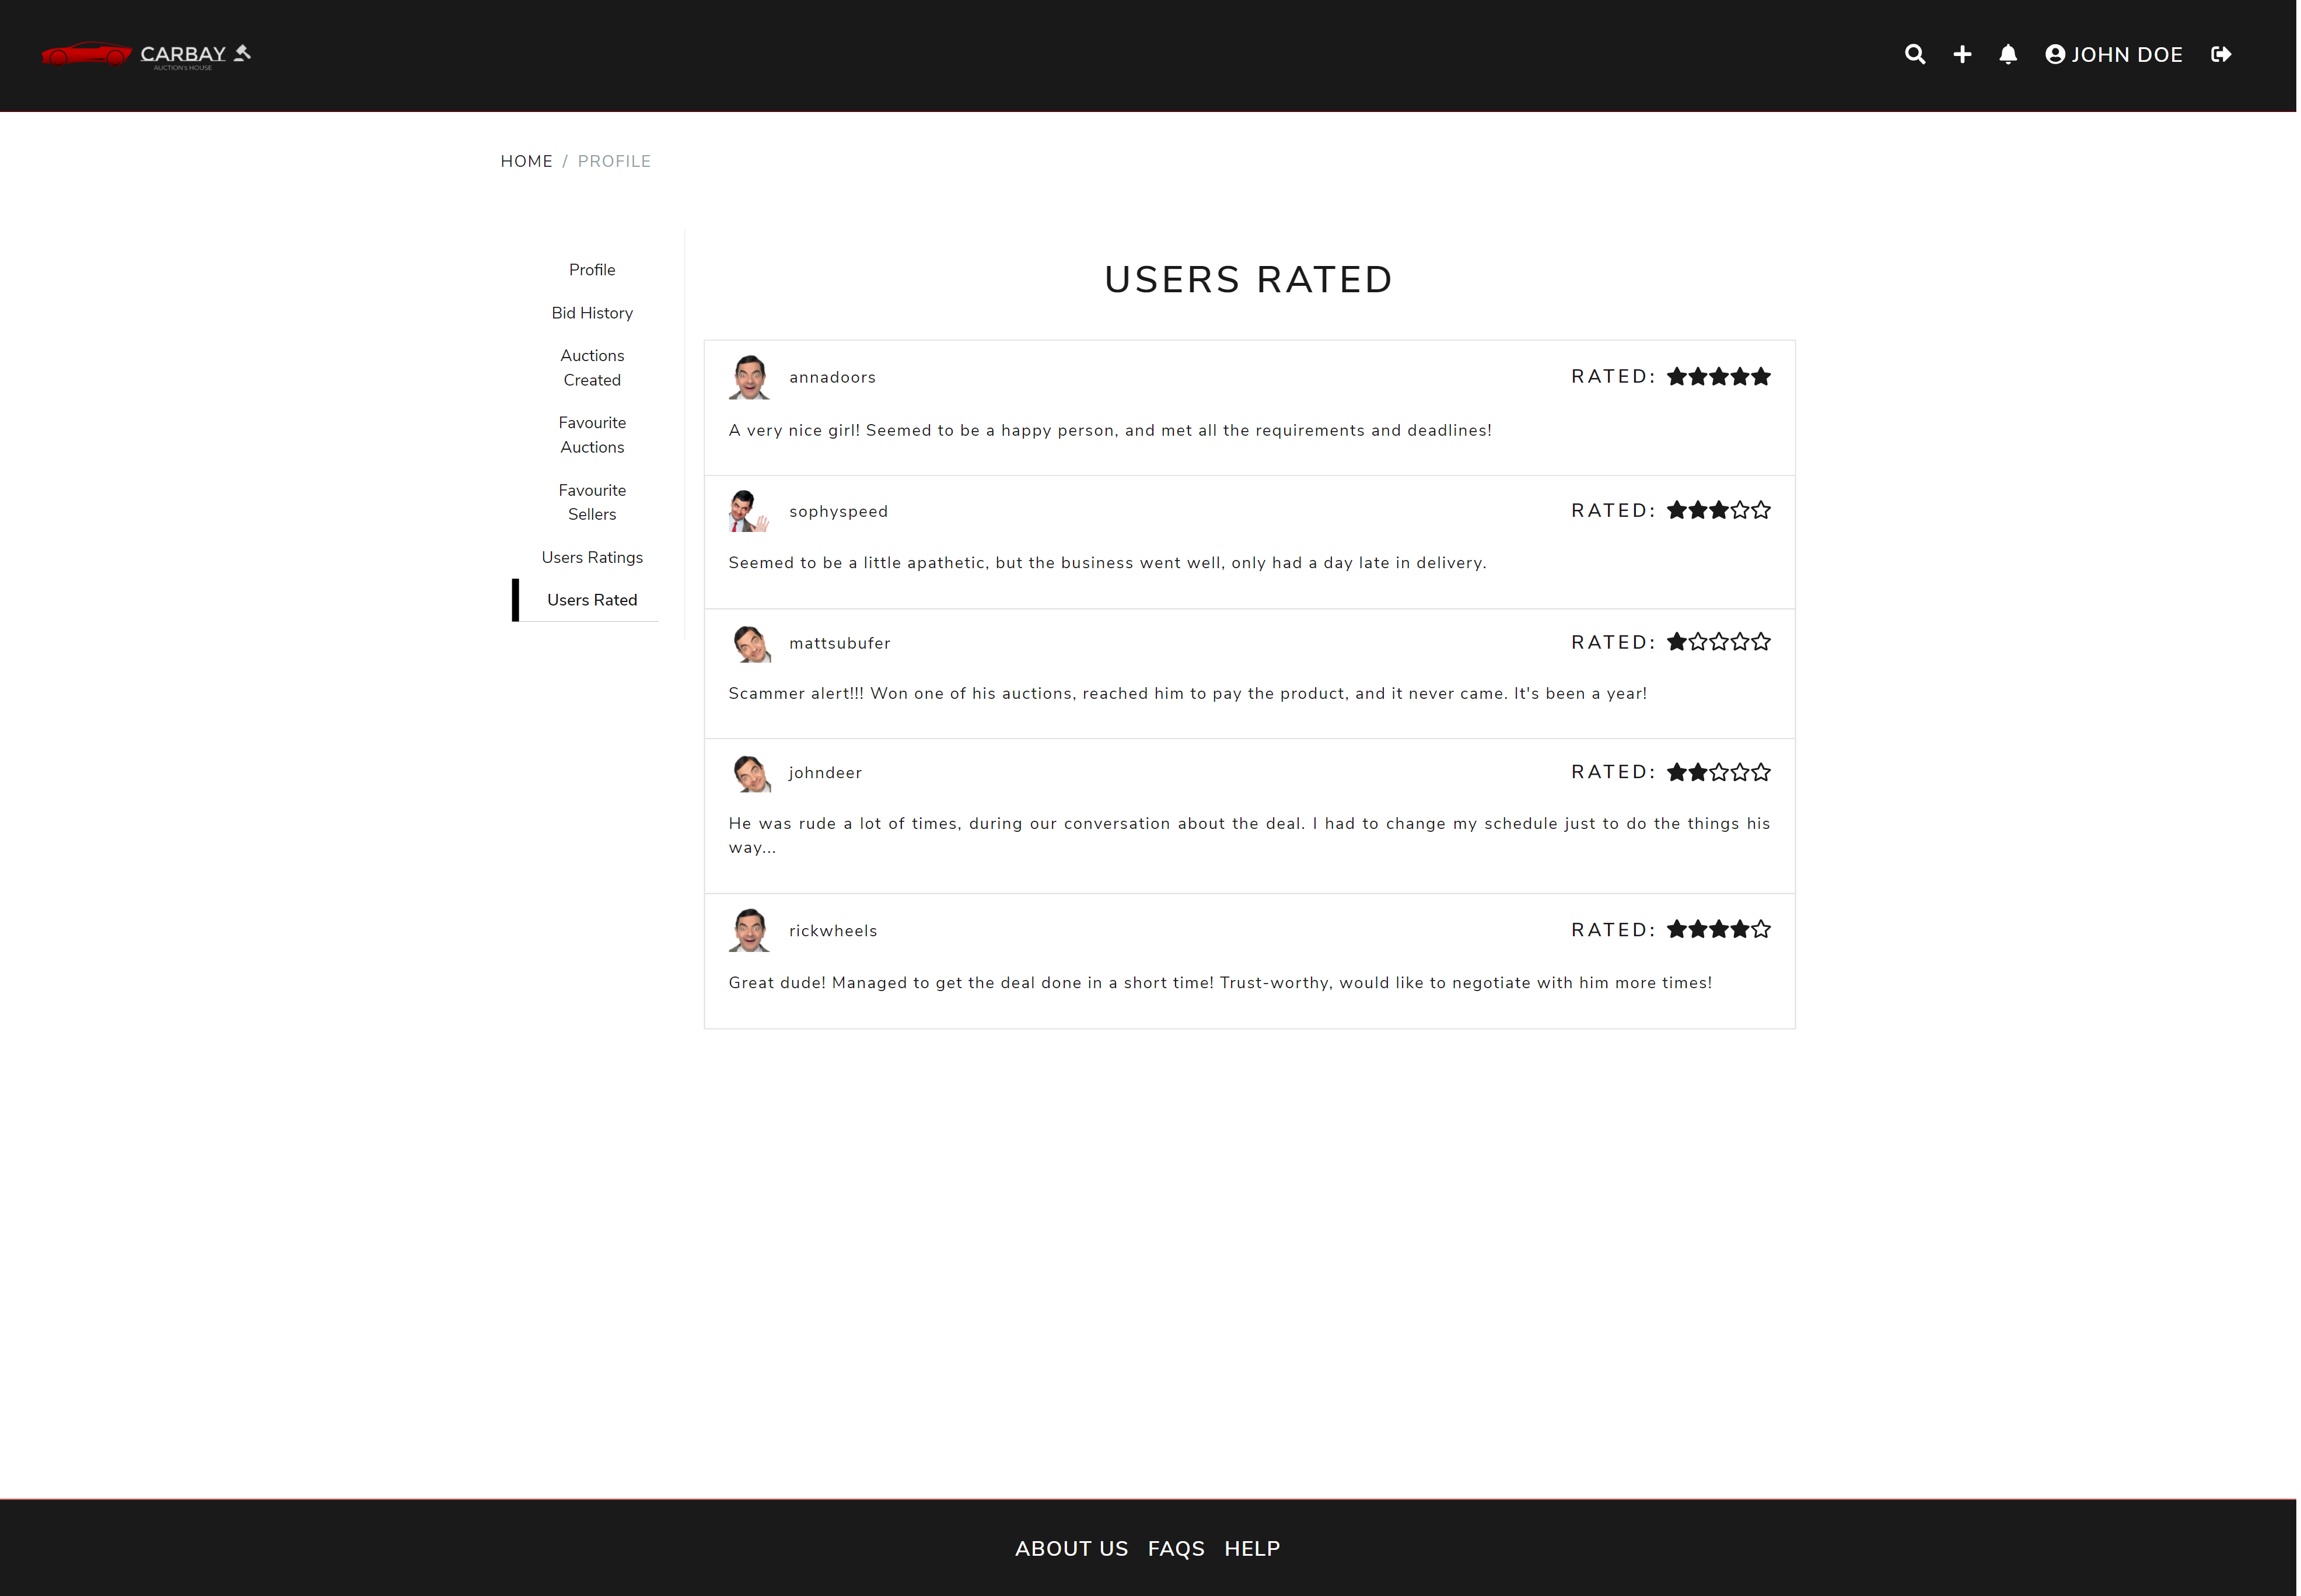 CARBAY
AUCTION's HOUSE
JOHN DOE
HOME / PROFILE
Profile
Bid History
Auctions
Created
Favourite
Auctions
Favourite
Sellers
Users Ratings
Users Rated
USERS RATED
annadoors RATED:
A very nice girl! Seemed to be a happy person, and met all the requirements and deadlines!
sophyspeed RATED:
Seemed to be a little apathetic, but the business went well, only had a day late in delivery.
mattsubufer RATED:
Scammer alert!!! Won one of his auctions, reached him to pay the product, and it never came. It's been a year!
johndeer RATED:
He was rude a lot of times, during our conversation about the deal. I had to change my schedule just to do the things his
way...
rickwheels RATED:
Great dude! Managed to get the deal done in a short time! Trust-worthy, would like to negotiate with him more times!
ABOUT US FAQS HELP